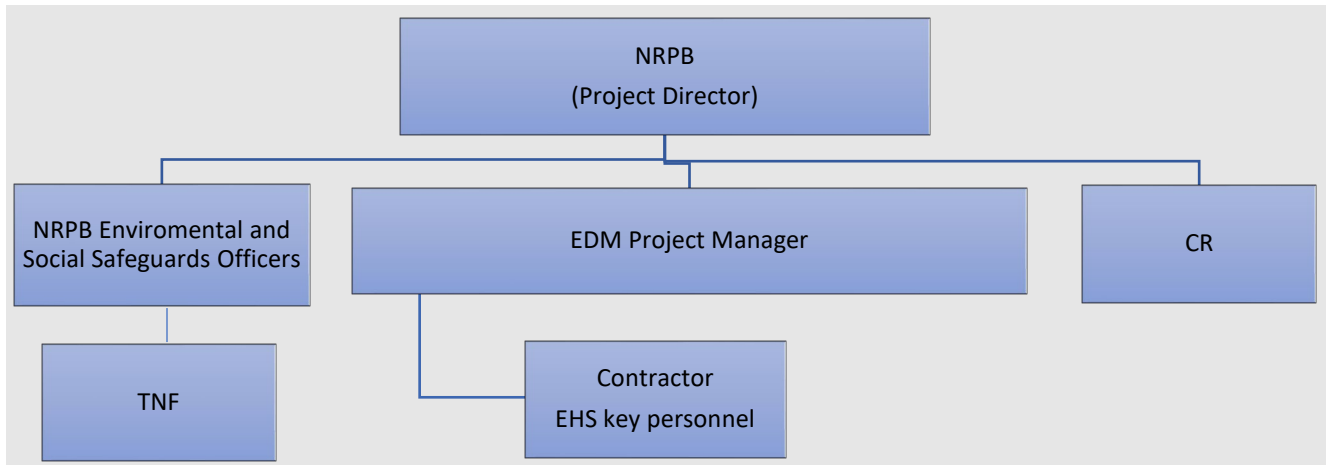 NRPB
(Project Director)
NRPB Enviromental and
Social Safeguards Officers
EDM Project Manager
CR
TNF
Contractor
EHS key personnel